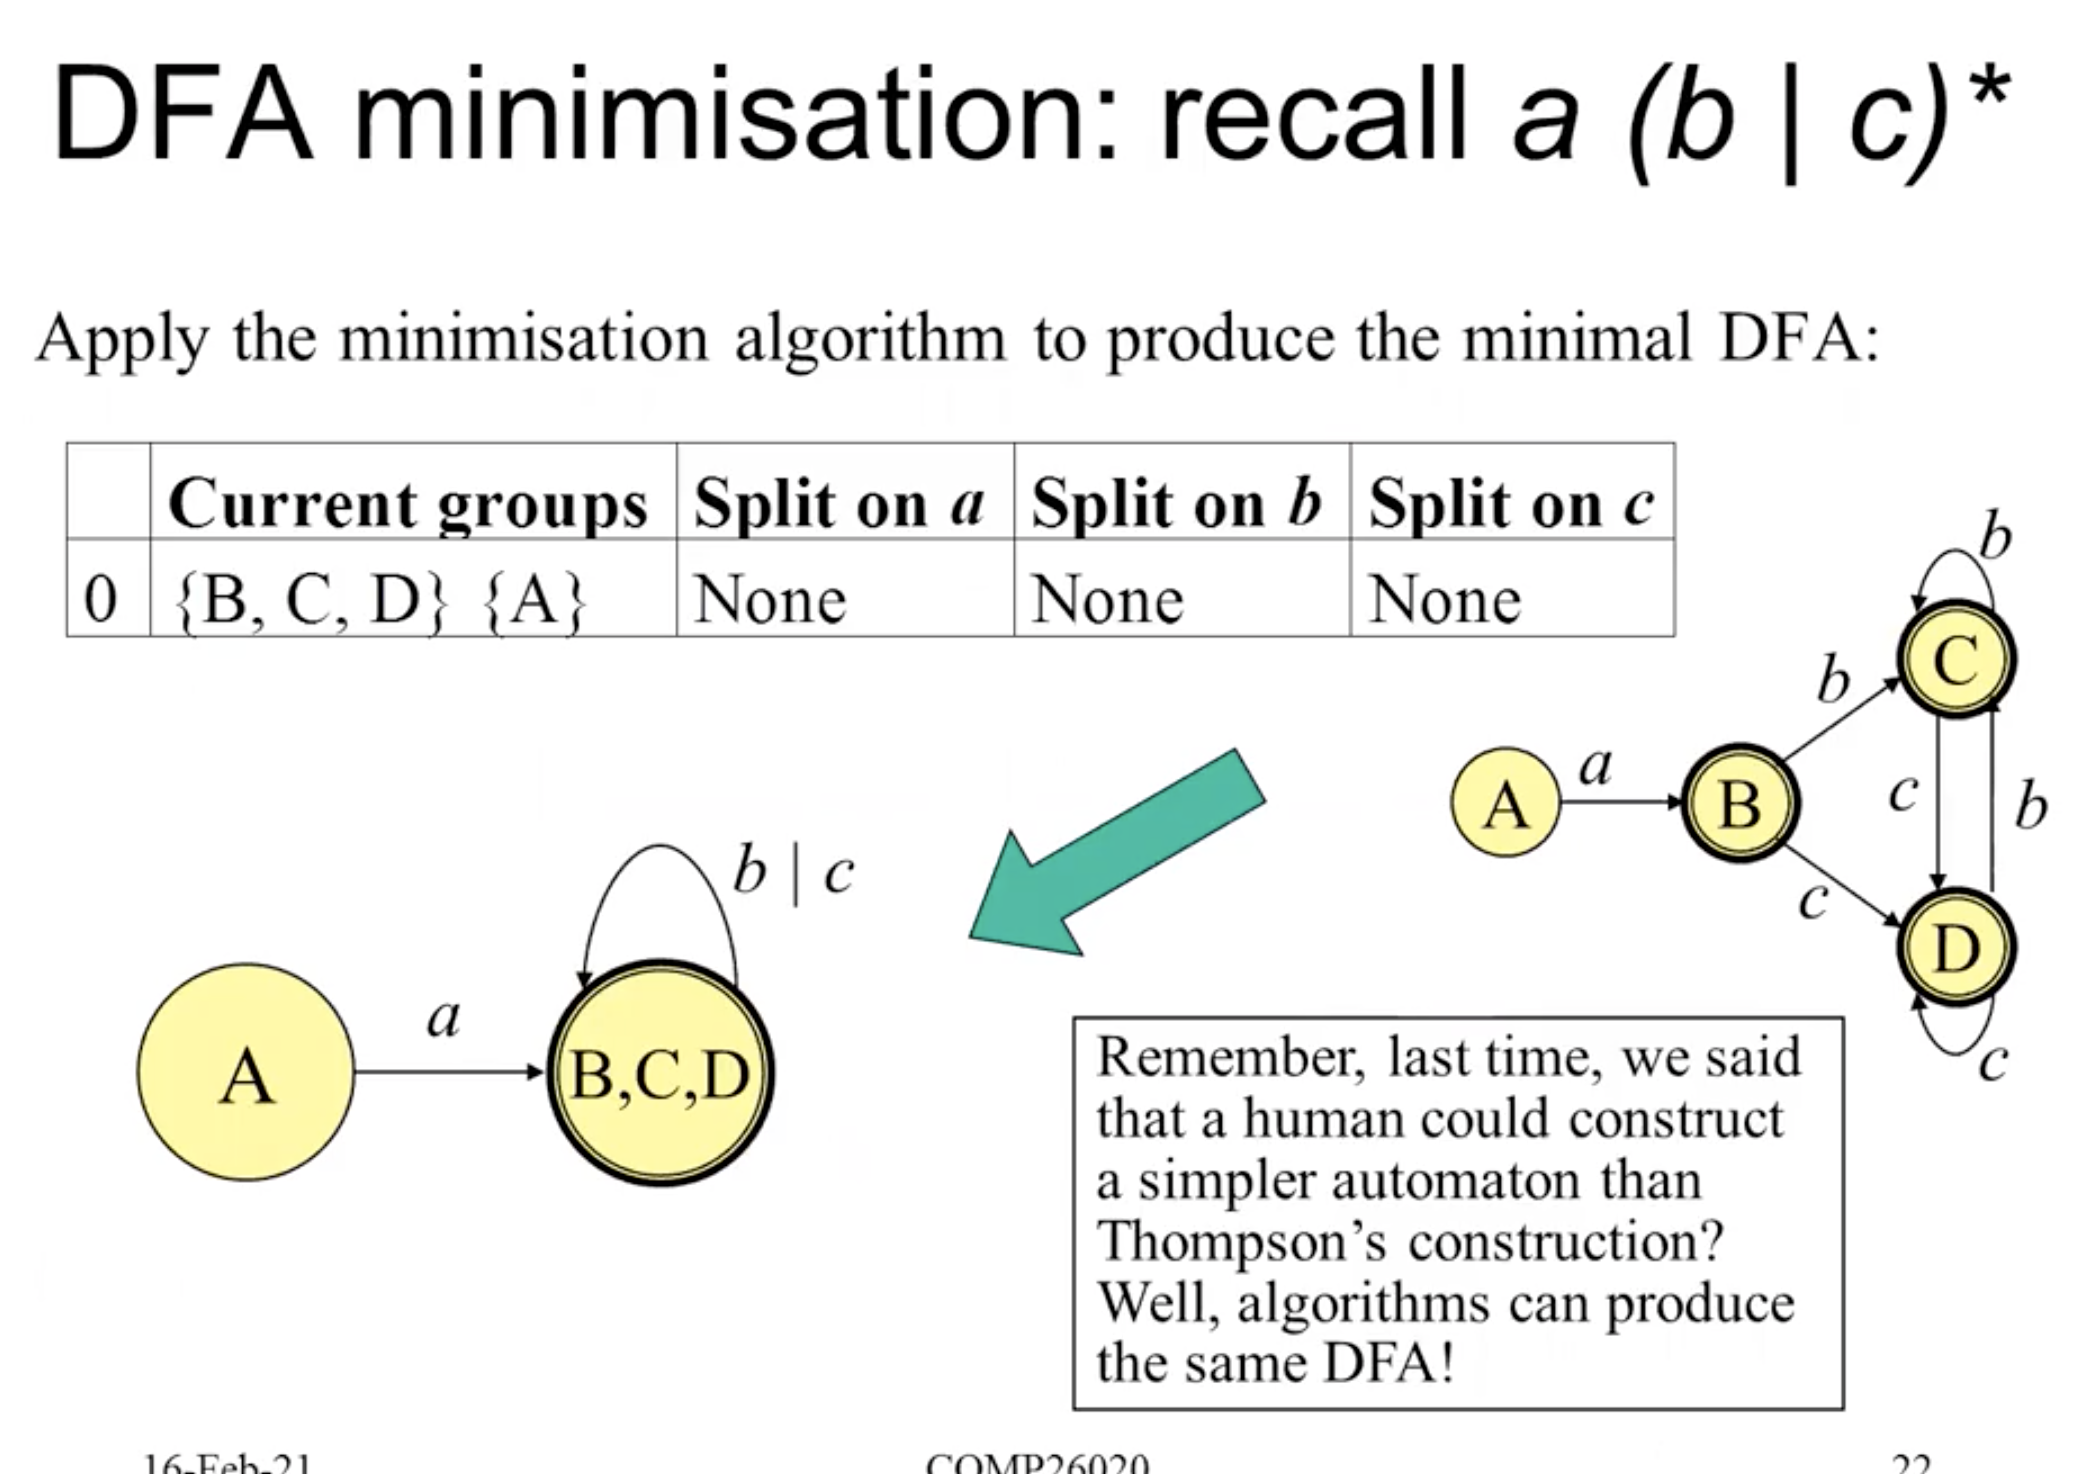 DFA minimisation: recall a (b | c)*
Apply the minimisation algorithm to produce the minimal DFA:
Current groups Split on a Split on b Split on c
0 {B, C, D} {A} None None None
b
C
b
a
A
B
c
b
c
D
c
b | c
a
A
B,C,D
Remember, last time, we said
that a human could construct
a simpler automaton than
Thompson’s construction?
Well, algorithms can produce
the same DFA!
16-Feb-21 COMP26020 22